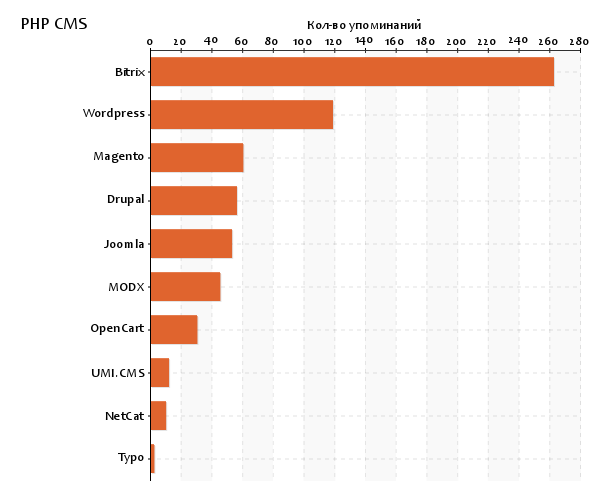 PHP CMS
Кол-во упоминаний
0 20 40 60 80 100 120 140 160 180 200 220 240 260 280
Bitrix
Wordpress
Magento
Drupal
Joomla
MODX
OpenCart
UMI.CMS
NetCat
Typo